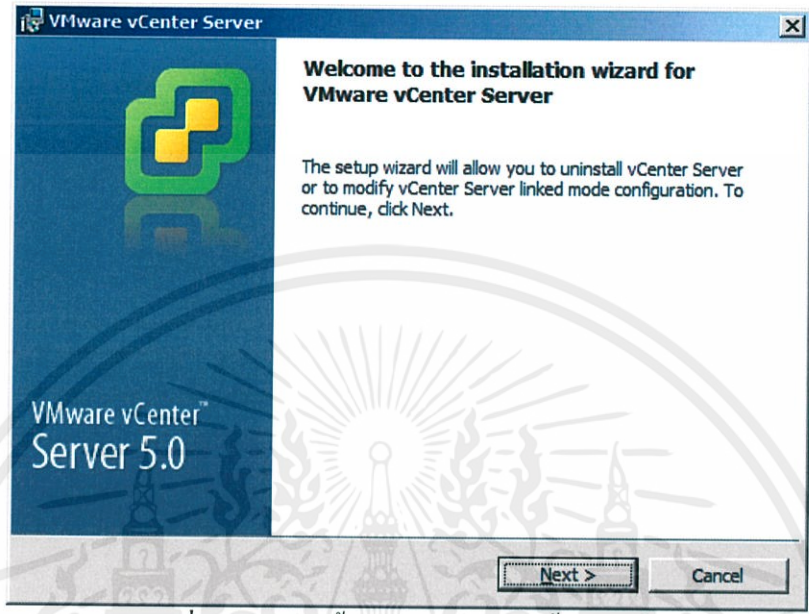 VMware vCenter Server
Welcome to the installation wizard for
VMware vCenter Server
The setup wizard will allow you to uninstall vCenter Server
or to modify vCenter Server linked mode configuration. To
continue, click Next.
VMware vCenter™
Server 5.0
Next >
Cancel